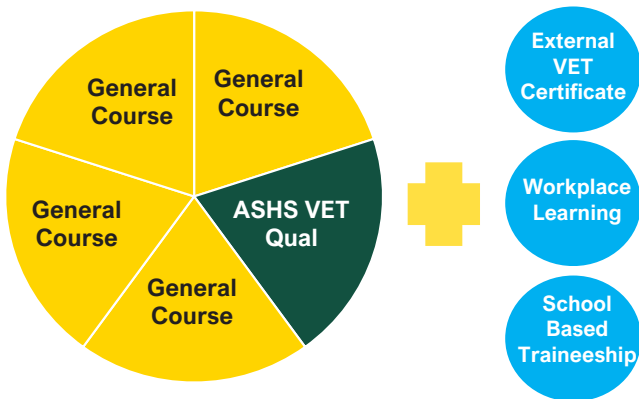 General
Course
General
Course
General
Course
ASHS VET
Qual
General
Course
External
VET
Certificate
Workplace
Learning
School
Based
Traineeship